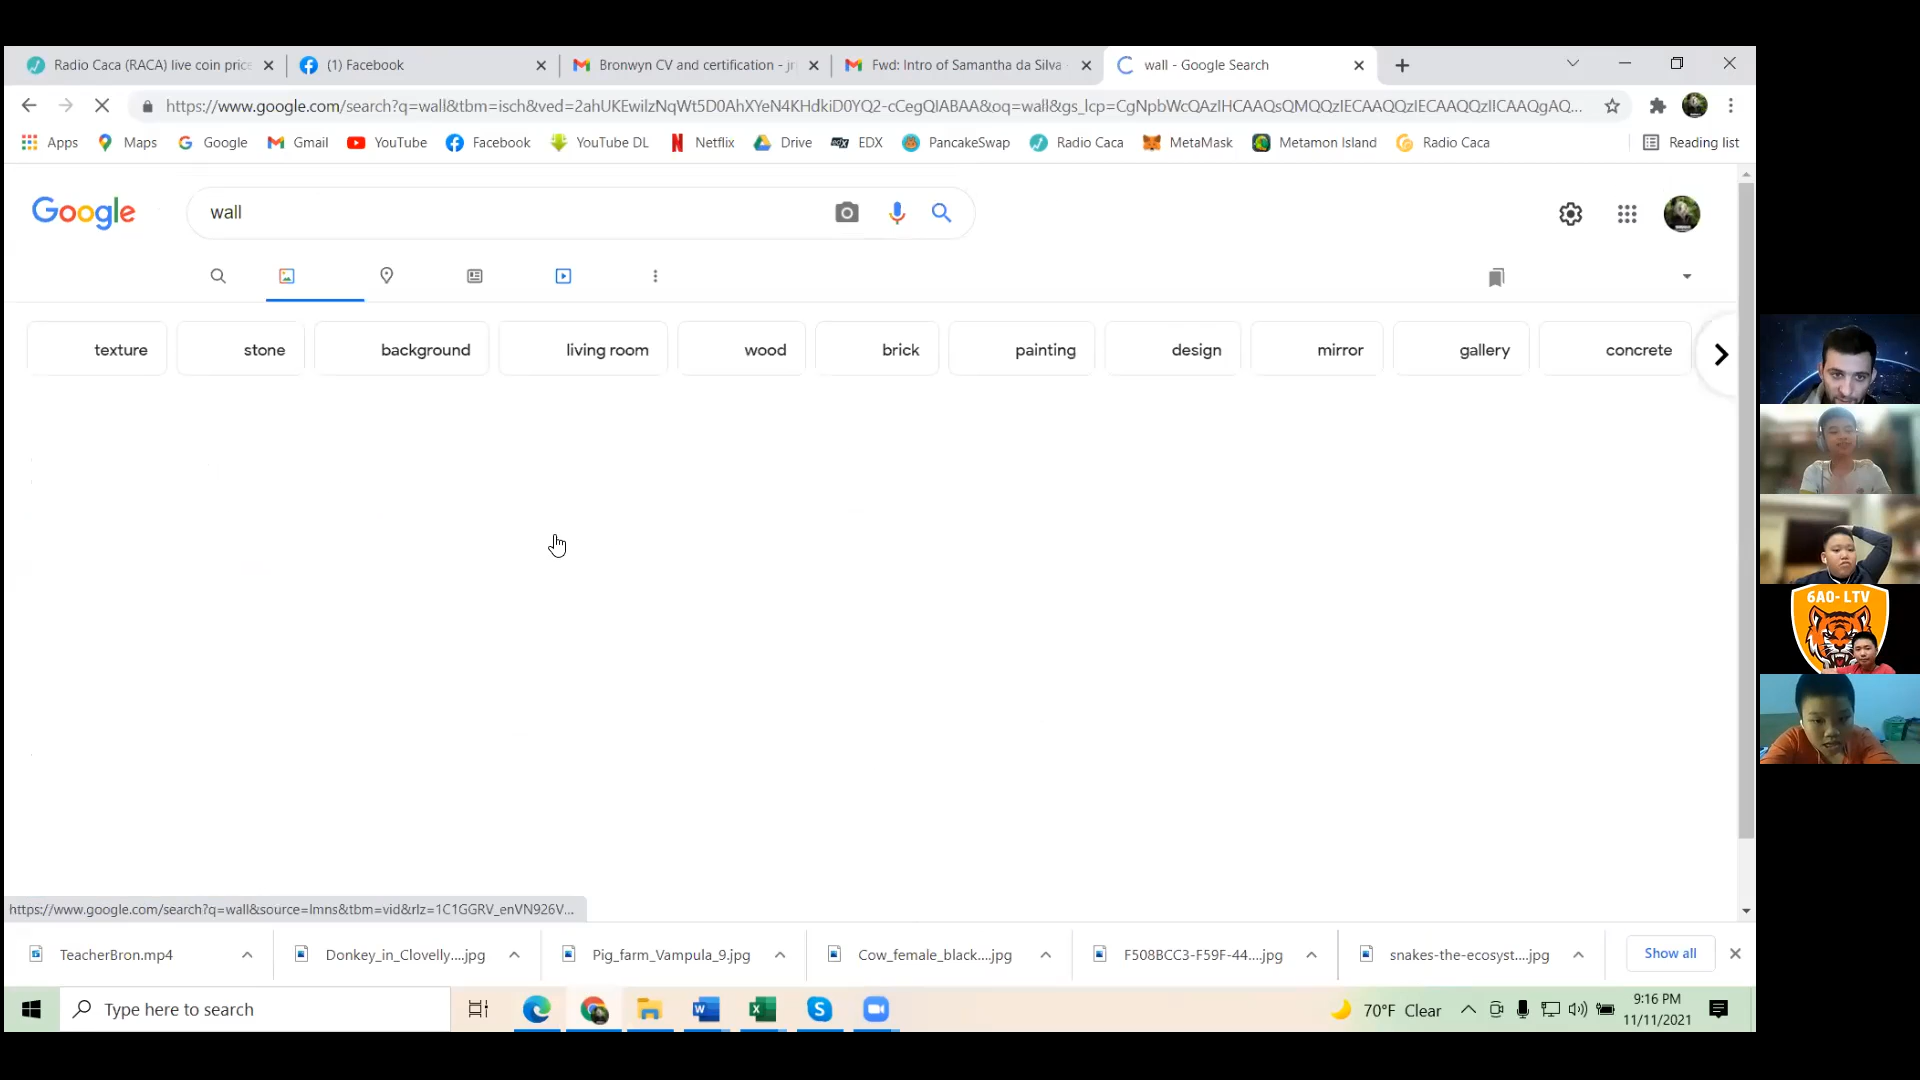 Radio Caca (RACA) live coin price
(1) Facebook
Bronwyn CV and certification - jr
Fwd: Intro of Samantha da Silva
wall - Google Search
https://www.google.com/search?q=wall&tbm=isch&ved=2ahUKEwilzNqWt5D0AhXYeN4KHdkiD0YQ2-cCegQIABAA&oq=wall&gs_lcp=CgNpbWcQAzIHCAAQsQMQQzIECAAQQzIECAAQQzIICAAQgAQ...
Apps
Maps
Google
Gmail
YouTube
Facebook
YouTube DL
Netflix
Drive
EDX
PancakeSwap
Radio Caca
MetaMask
Metamon Island
Radio Caca
Reading list
Google
wall
texture
stone
background
living room
wood
brick
painting
design
mirror
gallery
concrete
6A0- LTV
https://www.google.com/search?q=wall&source=lmns&tbm=vid&rlz=1C1GGRV_enVN926V...
TeacherBron.mp4
Donkey_in_Clovelly....jpg
Pig_farm_Vampula_9.jpg
Cow_female_black....jpg
F508BCC3-F59F-44....jpg
snakes-the-ecosyst....jpg
Show all
Type here to search
70°F Clear
9:16 PM
11/11/2021